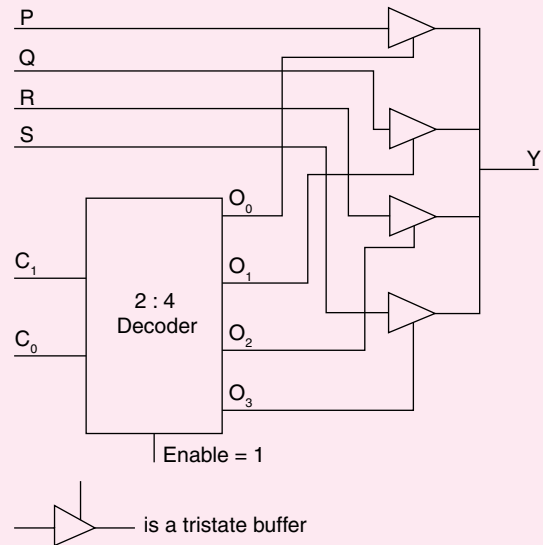 P
Q
R
S
Y
O₀
C₁
O₁
2 : 4
Decoder
C₀
O₂
O₃
Enable = 1
is a tristate buffer